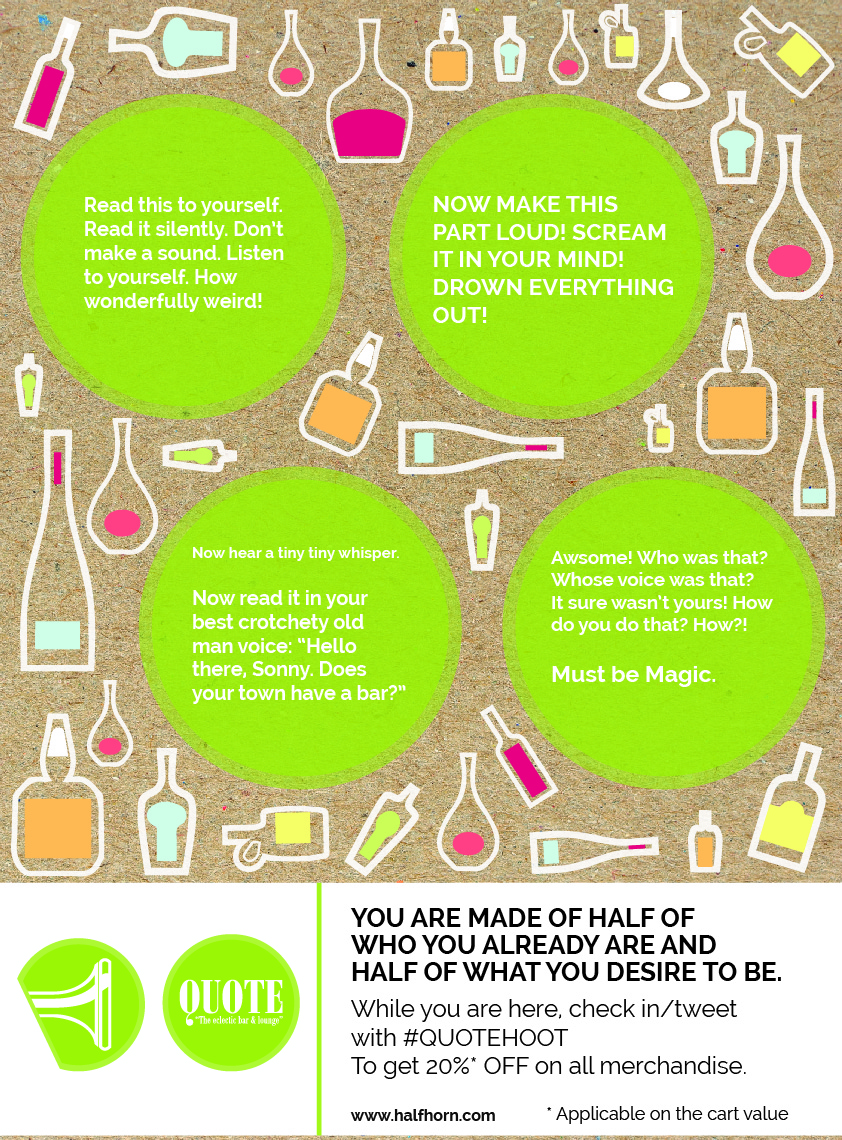 Read this to yourself.
Read it silently. Don't
make a sound. Listen
to yourself. How
wonderfully weird!
NOW MAKE THIS
PART LOUD! SCREAM
IT IN YOUR MIND!
DROWN EVERYTHING
OUT!
Now hear a tiny tiny whisper.
Now read it in your
best crotchety old
man voice: “Hello
there, Sonny. Does
your town have a bar?”
Awsome! Who was that?
Whose voice was that?
It sure wasn't yours! How
do you do that? How?!
Must be Magic.
QUOTE
"The eclectic bar & lounge"
YOU ARE MADE OF HALF OF
WHO YOU ALREADY ARE AND
HALF OF WHAT YOU DESIRE TO BE.
While you are here, check in/tweet
with #QUOTEHOOT
To get 20%* OFF on all merchandise.
www.halfhorn.com
* Applicable on the cart value